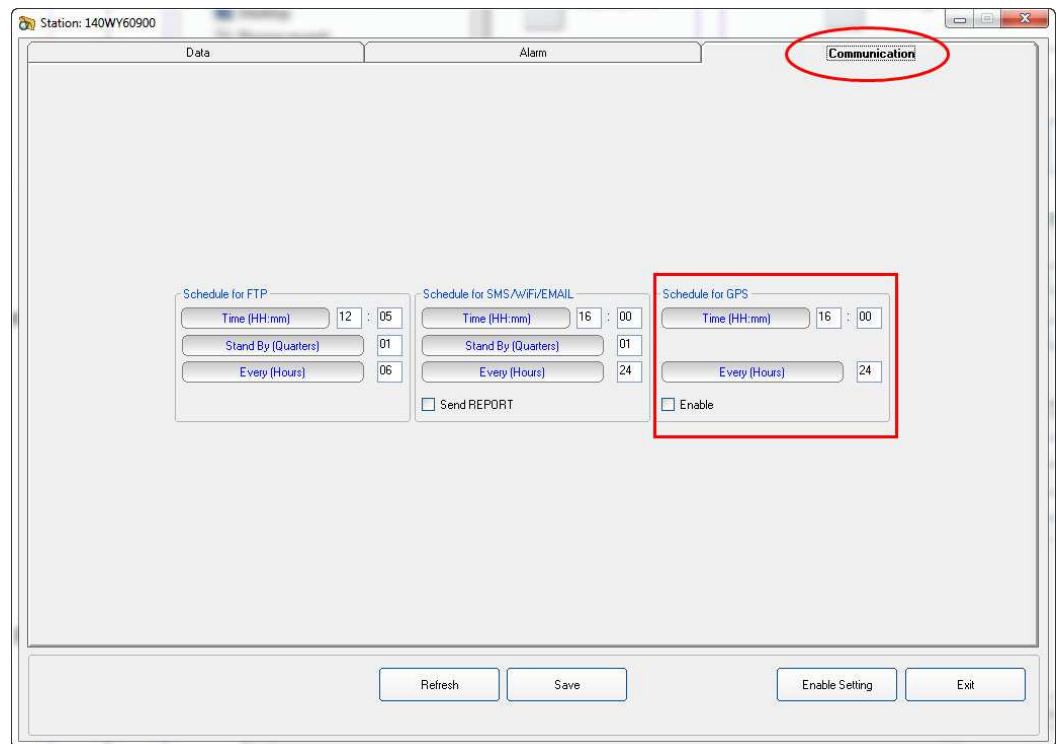 Station: 140WY60900
Data Alarm Communication
Schedule for FTP
Time (HH:mm) 12 : 05
Stand By (Quarters) 01
Every (Hours) 06
Schedule for SMS/WiFi/EMAIL
Time (HH:mm) 16 : 00
Stand By (Quarters) 01
Every (Hours) 24
Send REPORT
Schedule for GPS
Time (HH:mm) 16 : 00
Every (Hours) 24
Enable
Refresh Save Enable Setting Exit